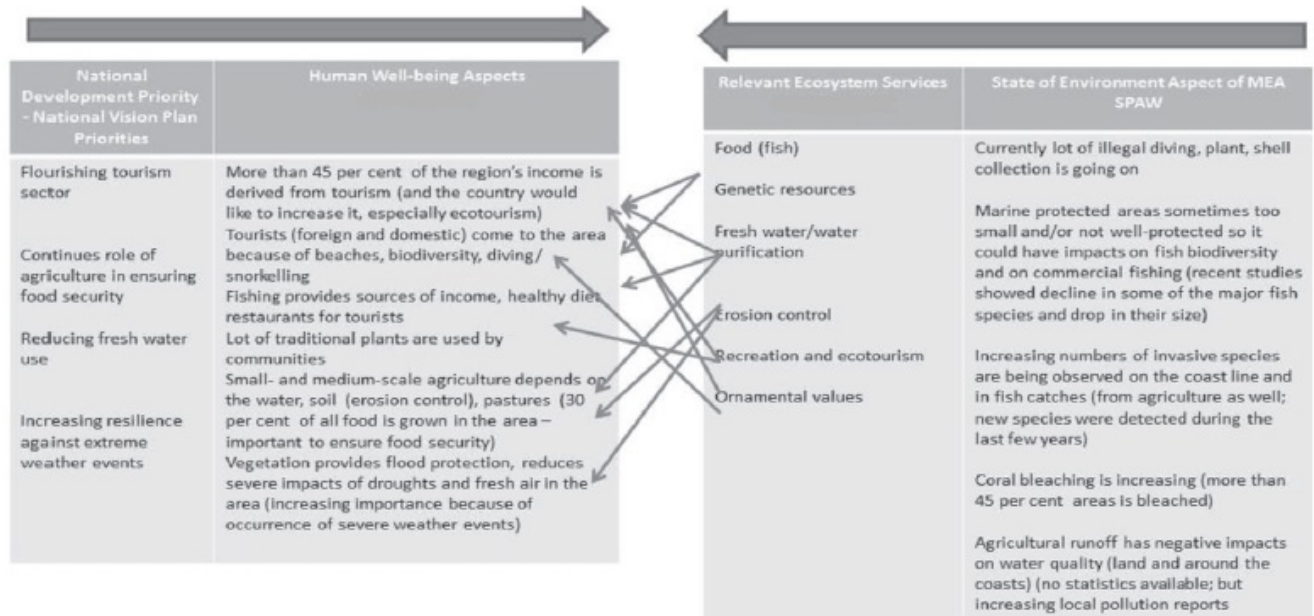 National
Development Priority
- National Vision Plan
Priorities
Human Well-being Aspects
Flourishing tourism
sector
Continues role of
agriculture in ensuring
food security
Reducing fresh water
use
Increasing resilience
against extreme
weather events
More than 45 per cent of the region's income is
derived from tourism (and the country would
like to increase it, especially ecotourism)
Tourists (foreign and domestic) come to the area
because of beaches, biodiversity, diving/
snorkelling
Fishing provides sources of income, healthy diet
restaurants for tourists
Lot of traditional plants are used by
communities
Small- and medium-scale agriculture depends on
the water, soil (erosion control), pastures (30
per cent of all food is grown in the area –
important to ensure food security)
Vegetation provides flood protection, reduces
severe impacts of droughts and fresh air in the
area (increasing importance because of
occurrence of severe weather events)
Relevant Ecosystem Services
State of Environment Aspect of MEA
SPAW
Food (fish)
Genetic resources
Fresh water/water
purification
Erosion control
Recreation and ecotourism
Ornamental values
Currently lot of illegal diving, plant, shell
collection is going on
Marine protected areas sometimes too
small and/or not well-protected so it
could have impacts on fish biodiversity
and on commercial fishing (recent studies
showed decline in some of the major fish
species and drop in their size)
Increasing numbers of invasive species
are being observed on the coast line and
in fish catches (from agriculture as well;
new species were detected during the
last few years)
Coral bleaching is increasing (more than
45 per cent areas is bleached)
Agricultural runoff has negative impacts
on water quality (land and around the
coasts) (no statistics available; but
increasing local pollution reports